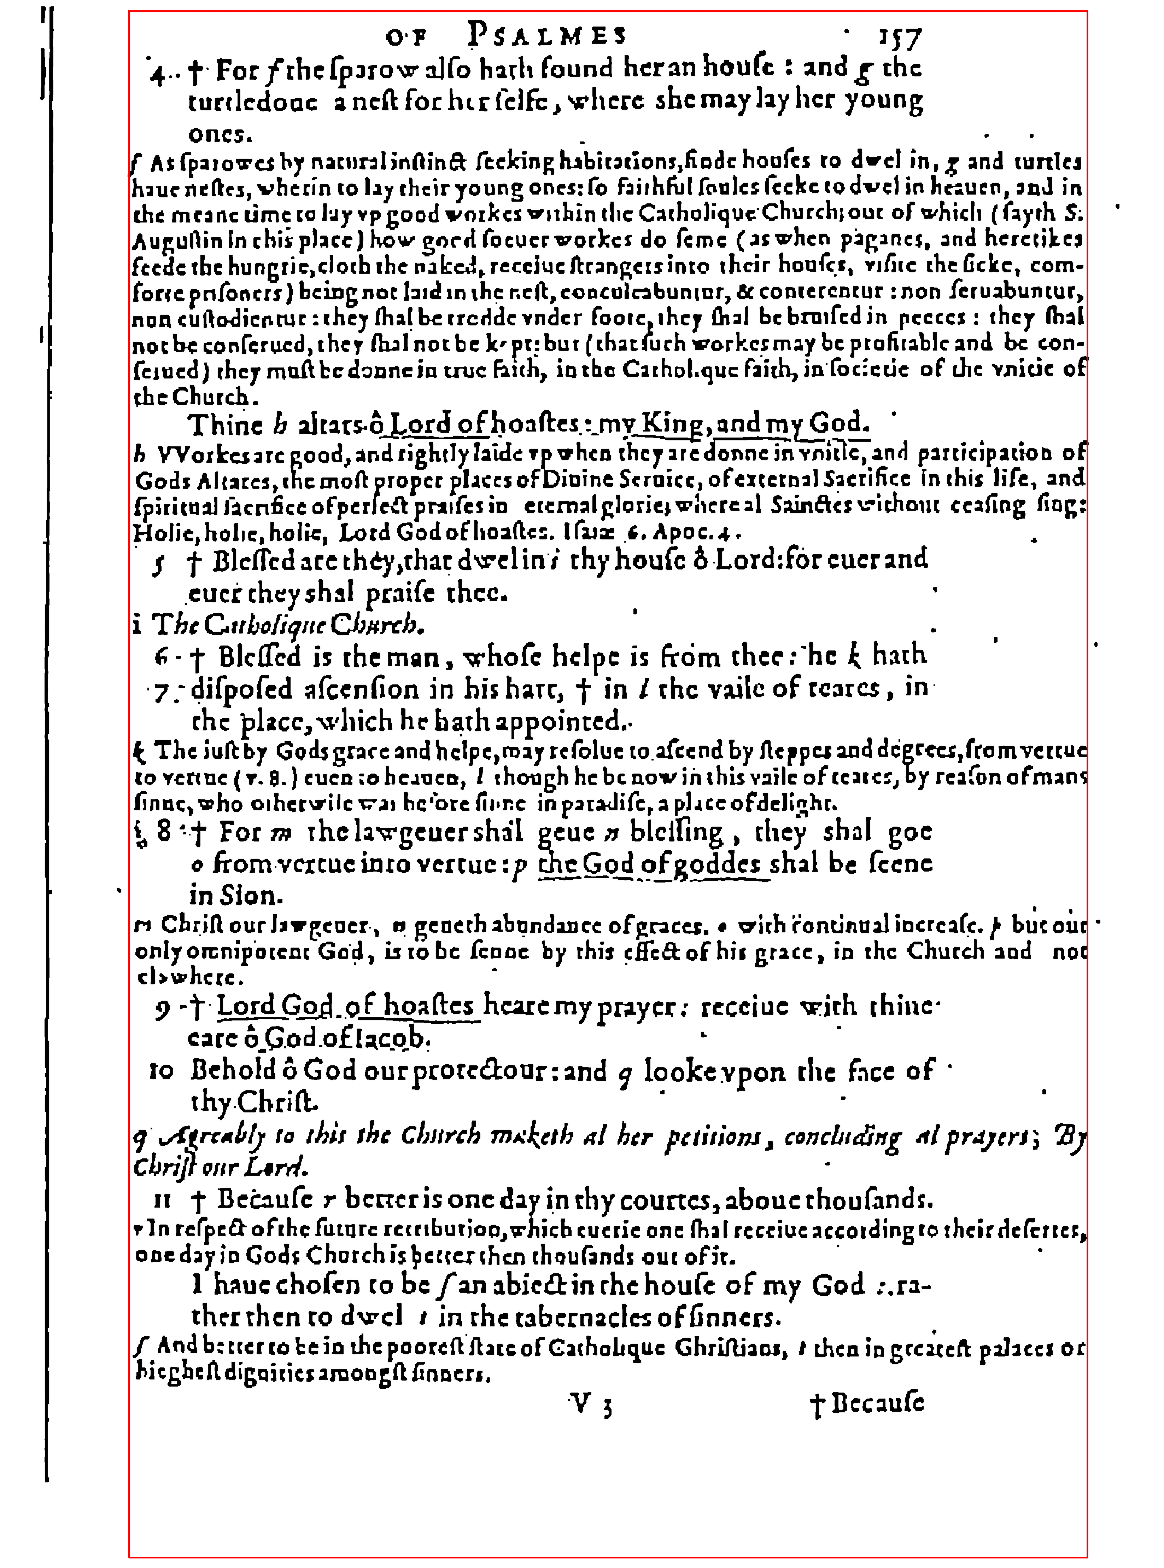 OF PSALMES 157
4. † For f the ſparow alſo hath found her an houſe : and g the
turtledoue a neſt for her ſelfe, where she may lay her young
ones.
f As ſparowes by natural inſtinct ſeeking habitations, finde houſes to dwel in, g and turtles
haue neſtes, wherin to lay their young ones: ſo faithful ſoules ſeeke to dwel in heauen, and in
the meane time to lay vp good workes within the Catholique Church; out of which (ſayth S.
Auguſtin in this place) how good ſoeuer workes do ſeme (as when paganes, and heretikes
feede the hungrie, cloth the naked, receiue ſtrangers into their houſes, viſite the ſicke, com-
forte priſoners) being not laid in the neſt, conculcabuntur, & conterentur : non ſeruabuntur,
non cuſtodientur : they ſhal be tredde vnder foote, they ſhal be bruiſed in peeces : they ſhal
not be conſerued, they ſhal not be kept: but (that ſuch workes may be profitable and be con-
ſerued) they muſt be donne in true faith, in the Catholique faith, in ſocietie of the vnitie of
the Church.
Thine h altars ô Lord of hoaſtes : my King, and my God.
h VVorkes are good, and rightly laide vp when they are donne in vnitie, and participation of
Gods Altares, the moſt proper places of Diuine Seruice, of external Sacrifice in this life, and
ſpiritual ſacrifice of perfect praiſes in eternal glorie; where al Sainctes without ceaſing ſing:
Holie, holie, holie, Lord God of hoaſtes. Iſaiæ 6. Apoc. 4.
5 † Bleſſed are they, that dwel in i thy houſe ô Lord: for euer and
euer they shal praiſe thee.
i The Catholique Church.
6 † Bleſſed is the man, whoſe helpe is from thee : he k hath
7 diſpoſed aſcenſion in his hart, † in l the vaile of teares, in
the place, which he hath appointed.
k The iuſt by Gods grace and helpe, may reſolue to aſcend by ſteppes and degrees, from vertue
to vertue (v. 8.) euen to heauen, l though he be now in this vaile of teares, by reaſon of mans
ſinne, who otherwiſe was before ſinne in paradiſe, a place of delight.
8 † For m the lawgeuer shal geue n bleſſing, they shal goe
o from vertue into vertue : p the God of goddes shal be ſeene
in Sion.
m Chriſt our lawgeuer, n geueth abundance of graces. o with continual increaſe. p but our
only omnipotent God, is to be ſenne by this effect of his grace, in the Church and not
elswhere.
9 † Lord God of hoaſtes heare my prayer : receiue with thine
eare ô God of Iacob.
10 Behold ô God our protectour: and q looke vpon the face of
thy Chriſt.
q Agreably to this the Church maketh al her petitions, concluding al prayers; By
Chriſt our Lord.
11 † Becauſe r better is one day in thy courtes, aboue thouſands.
r In reſpect of the future retribution, which euerie one ſhal receiue according to their deſertes,
one day in Gods Church is better then thouſands out of it.
I haue choſen to be ſ an abiect in the houſe of my God : ra-
ther then to dwel t in the tabernacles of ſinners.
ſ And better to be in the pooreſt ſtate of Catholique Chriſtians, t then in greateſt palaces or
hiegheſt dignities amongſt ſinners.
V 3 † Becauſe